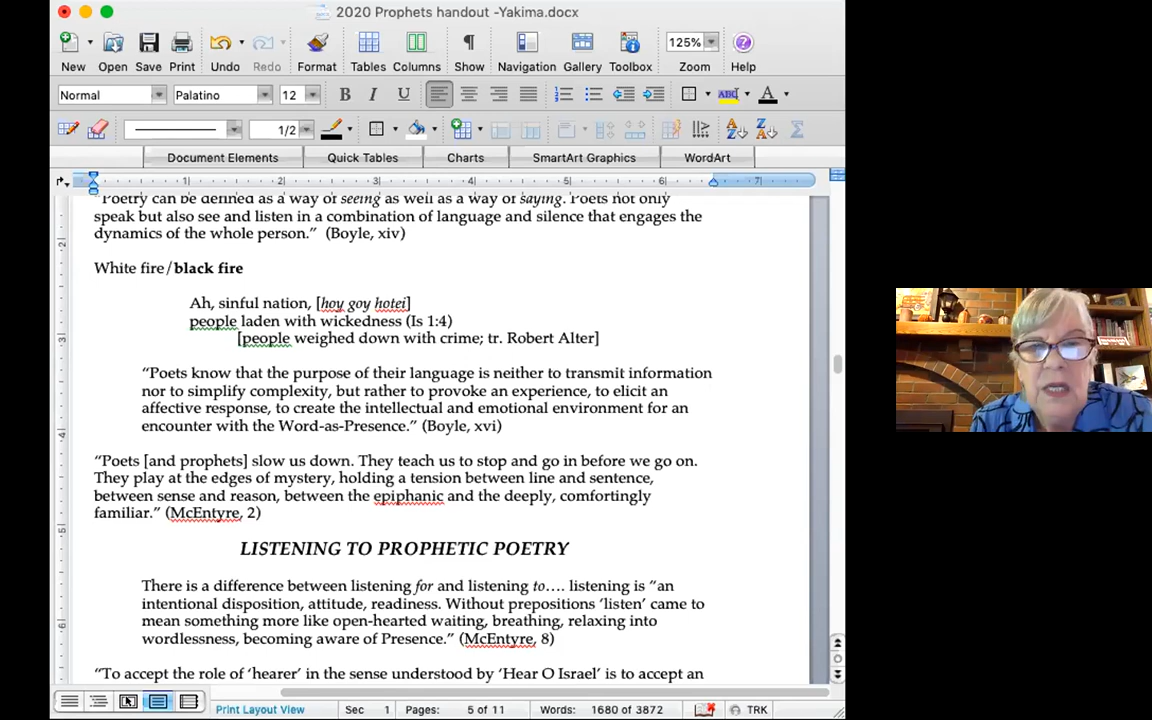 2020 Prophets handout -Yakima.docx
New Open Save Print Undo Redo Format Tables Columns Show Navigation Gallery Toolbox 125% Zoom Help
Normal Palatino 12 B I U ABC A
1/2
Document Elements Quick Tables Charts SmartArt Graphics WordArt
1 2 3 4 5 6 7
"Poetry can be defined as a way of seeing as well as a way of saying. Poets not only
speak but also see and listen in a combination of language and silence that engages the
dynamics of the whole person." (Boyle, xiv)
White fire/black fire
Ah, sinful nation, [hoy goy hotei]
people laden with wickedness (Is 1:4)
[people weighed down with crime; tr. Robert Alter]
“Poets know that the purpose of their language is neither to transmit information
nor to simplify complexity, but rather to provoke an experience, to elicit an
affective response, to create the intellectual and emotional environment for an
encounter with the Word-as-Presence.” (Boyle, xvi)
“Poets [and prophets] slow us down. They teach us to stop and go in before we go on.
They play at the edges of mystery, holding a tension between line and sentence,
between sense and reason, between the epiphanic and the deeply, comfortingly
familiar.” (McEntyre, 2)
LISTENING TO PROPHETIC POETRY
There is a difference between listening for and listening to…. listening is “an
intentional disposition, attitude, readiness. Without prepositions ‘listen’ came to
mean something more like open-hearted waiting, breathing, relaxing into
wordlessness, becoming aware of Presence.” (McEntyre, 8)
“To accept the role of ‘hearer’ in the sense understood by ‘Hear O Israel’ is to accept an
Print Layout View Sec 1 Pages: 5 of 11 Words: 1680 of 3872 TRK